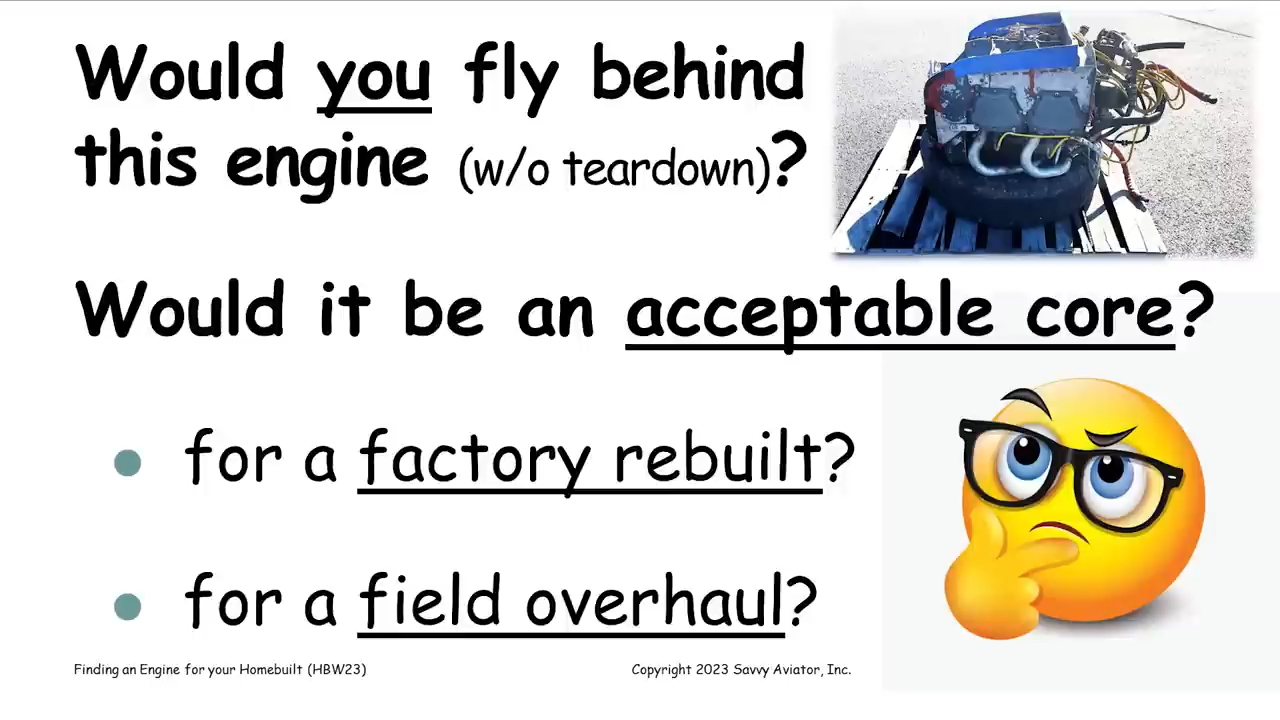 Would you fly behind
this engine (w/o teardown)?
Would it be an acceptable core?
for a factory rebuilt?
for a field overhaul?
Finding an Engine for your Homebuilt (HBW23)
Copyright 2023 Savvy Aviator, Inc.